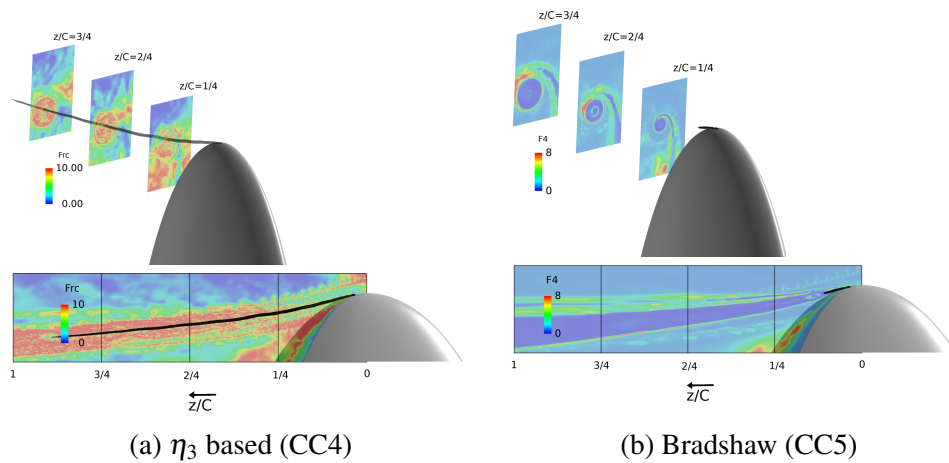 z/C=3/4
z/C=2/4
z/C=1/4
Frc
10.00
0.00
Frc
10
0
1
3/4
2/4
1/4
0
z/C
(a) η₃ based (CC4)
z/C=3/4
z/C=2/4
z/C=1/4
F4
8
0
F4
8
0
1
3/4
2/4
1/4
0
z/C
(b) Bradshaw (CC5)